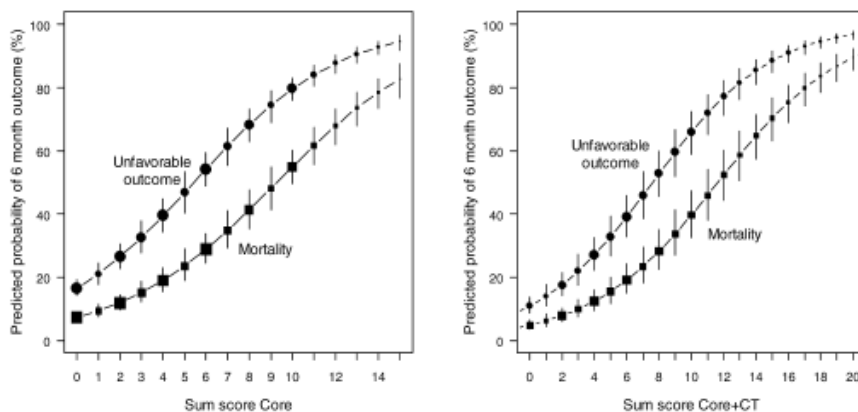 Predicted probability of 6 month outcome (%)
100
80
60
40
20
0
Unfavorable
outcome
Mortality
0 1 2 3 4 5 6 7 8 10 12 14
Sum score Core
Predicted probability of 6 month outcome (%)
100
80
60
40
20
0
Unfavorable
outcome
Mortality
0 2 4 6 8 10 12 14 16 18 20
Sum score Core+CT